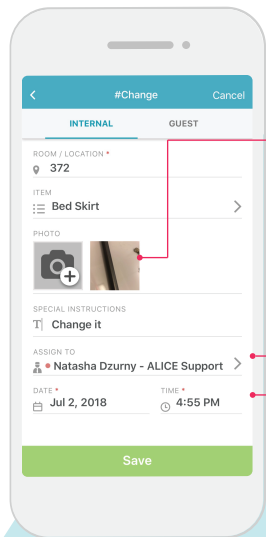 #Change Cancel
INTERNAL GUEST
ROOM / LOCATION *
372
ITEM
Bed Skirt
PHOTO
SPECIAL INSTRUCTIONS
Change it
ASSIGN TO
Natasha Dzurny - ALICE Support
DATE * TIME *
Jul 2, 2018 4:55 PM
Save